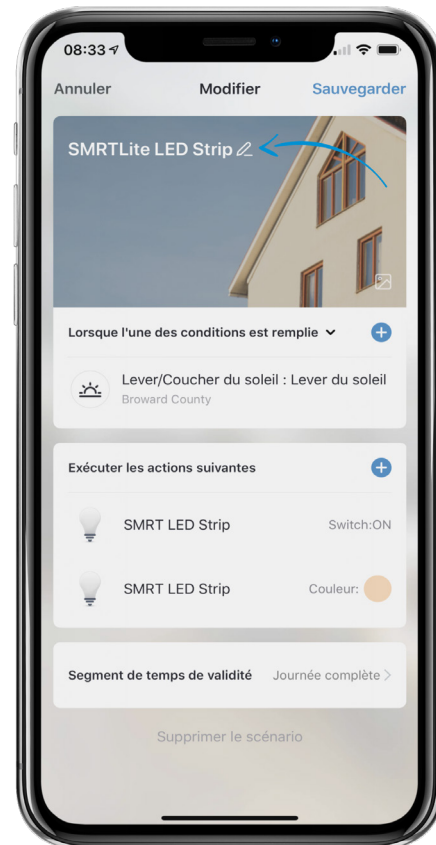 08:33
Annuler Modifier Sauvegarder
SMRTLite LED Strip
Lorsque l'une des conditions est remplie
Lever/Coucher du soleil : Lever du soleil
Broward County
Exécuter les actions suivantes
SMRT LED Strip Switch:ON
SMRT LED Strip Couleur:
Segment de temps de validité Journée complète
Supprimer le scénario